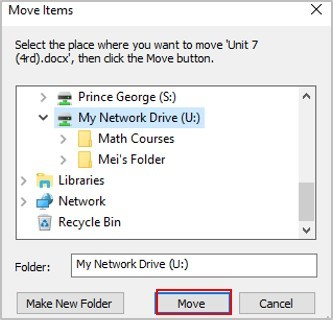 Move Items
Select the place where you want to move 'Unit 7
(4rd).docx', then click the Move button.
Prince George (S:)
My Network Drive (U:)
Math Courses
Mei's Folder
Libraries
Network
Recycle Bin
Folder: My Network Drive (U:)
Make New Folder Move Cancel